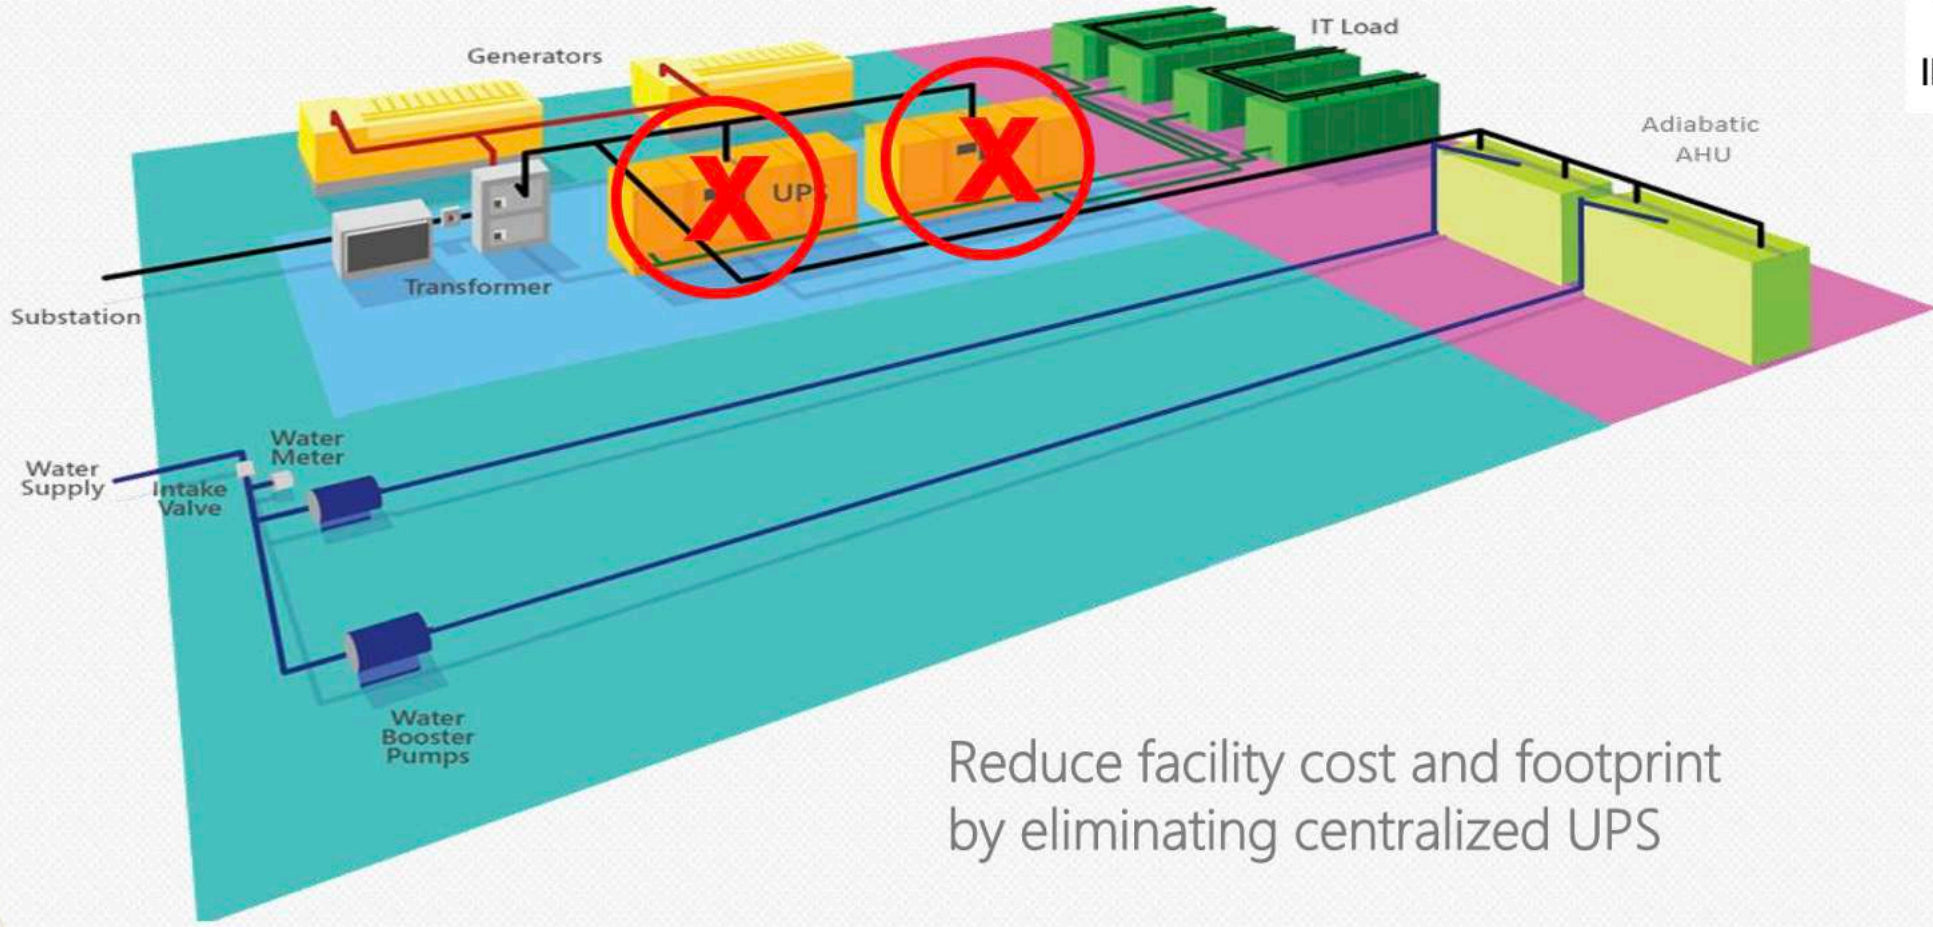 Generators
IT Load
Adiabatic
AHU
X
X
UPS
Transformer
Substation
Water
Meter
Water
Supply
Intake
Valve
Water
Booster
Pumps
Reduce facility cost and footprint
by eliminating centralized UPS